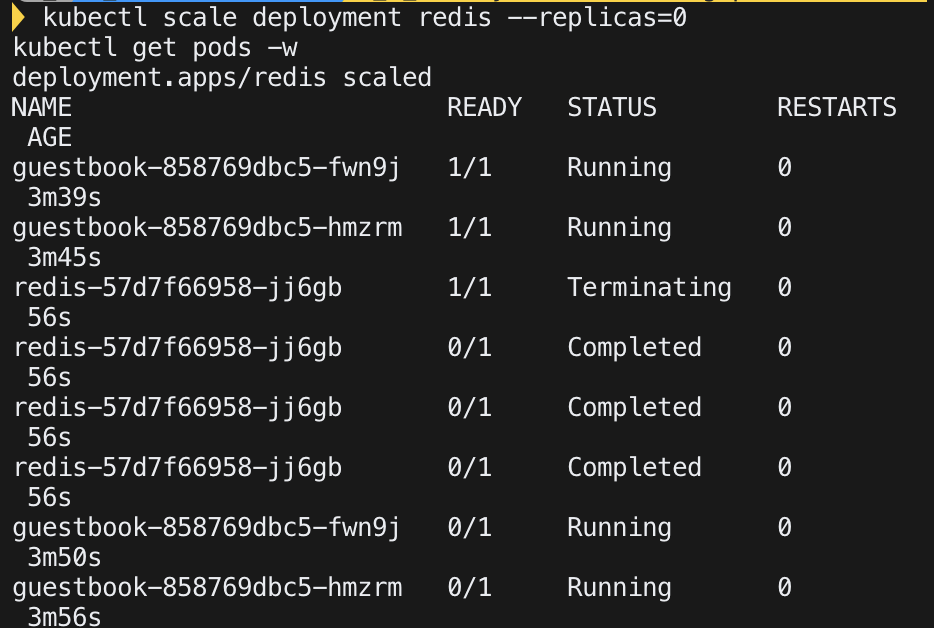 kubectl scale deployment redis --replicas=0
kubectl get pods -w
deployment.apps/redis scaled
NAME                         READY   STATUS        RESTARTS
 AGE
guestbook-858769dbc5-fwn9j   1/1     Running       0
 3m39s
guestbook-858769dbc5-hmzrm   1/1     Running       0
 3m45s
redis-57d7f66958-jj6gb       1/1     Terminating   0
 56s
redis-57d7f66958-jj6gb       0/1     Completed     0
 56s
redis-57d7f66958-jj6gb       0/1     Completed     0
 56s
redis-57d7f66958-jj6gb       0/1     Completed     0
 56s
guestbook-858769dbc5-fwn9j   0/1     Running       0
 3m50s
guestbook-858769dbc5-hmzrm   0/1     Running       0
 3m56s